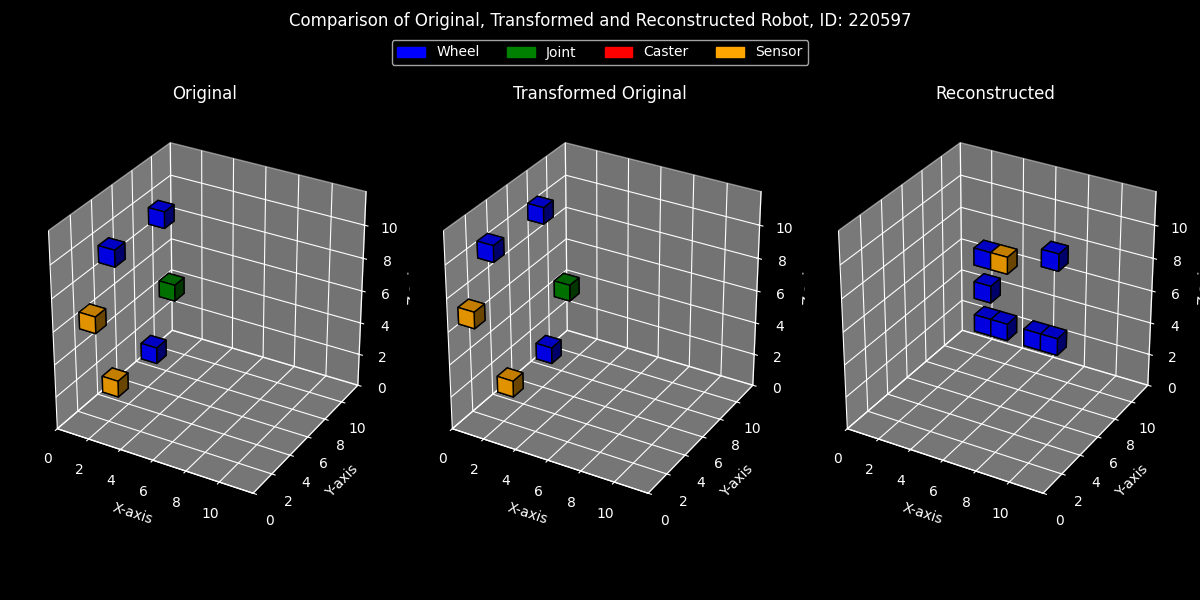 Comparison of Original, Transformed and Reconstructed Robot, ID: 220597
Wheel Joint Caster Sensor
Original Transformed Original Reconstructed
0 2 4 6 8 10
X-axis
0 2 4 6 8 10
Y-axis
0 2 4 6 8 10
0 2 4 6 8 10
X-axis
0 2 4 6 8 10
Y-axis
0 2 4 6 8 10
0 2 4 6 8 10
X-axis
0 2 4 6 8 10
Y-axis
0 2 4 6 8 10